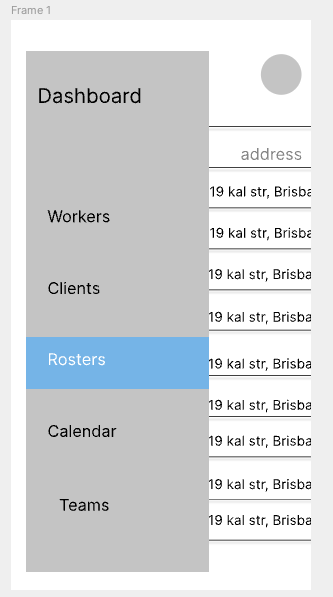 Frame 1
Dashboard
address
19 kal str, Brisba
Workers
19 kal str, Brisba
19 kal str, Brisba
Clients
19 kal str, Brisba
Rosters
19 kal str, Brisba
19 kal str, Brisba
Calendar
19 kal str, Brisba
19 kal str, Brisba
Teams
19 kal str, Brisba